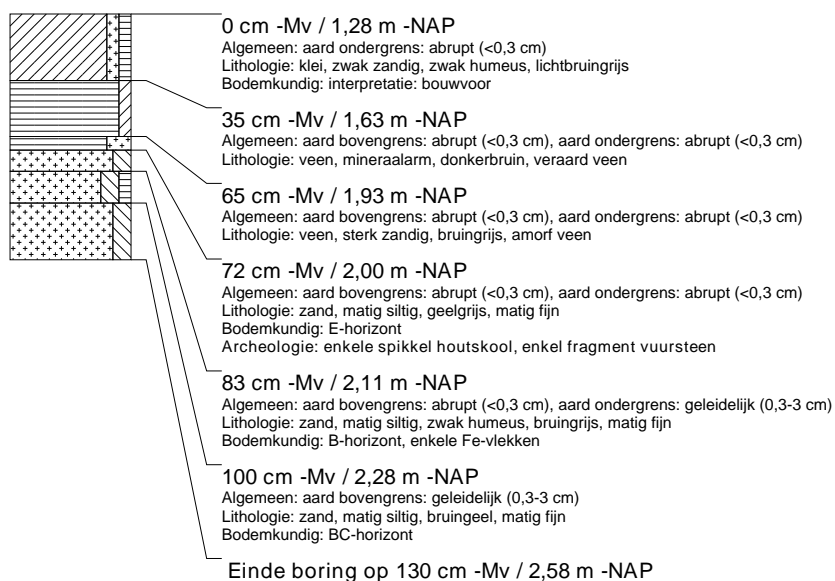 0 cm -Mv / 1,28 m -NAP
Algemeen: aard ondergrens: abrupt (<0,3 cm)
Lithologie: klei, zwak zandig, zwak humeus, lichtbruingrijs
Bodemkundig: interpretatie: bouwvoor
35 cm -Mv / 1,63 m -NAP
Algemeen: aard bovengrens: abrupt (<0,3 cm), aard ondergrens: abrupt (<0,3 cm)
Lithologie: veen, mineraalarm, donkerbruin, veraard veen
65 cm -Mv / 1,93 m -NAP
Algemeen: aard bovengrens: abrupt (<0,3 cm), aard ondergrens: abrupt (<0,3 cm)
Lithologie: veen, sterk zandig, bruingrijs, amorf veen
72 cm -Mv / 2,00 m -NAP
Algemeen: aard bovengrens: abrupt (<0,3 cm), aard ondergrens: abrupt (<0,3 cm)
Lithologie: zand, matig siltig, geelgrijs, matig fijn
Bodemkundig: E-horizont
Archeologie: enkele spikkel houtskool, enkel fragment vuursteen
83 cm -Mv / 2,11 m -NAP
Algemeen: aard bovengrens: abrupt (<0,3 cm), aard ondergrens: geleidelijk (0,3-3 cm)
Lithologie: zand, matig siltig, zwak humeus, bruingrijs, matig fijn
Bodemkundig: B-horizont, enkele Fe-vlekken
100 cm -Mv / 2,28 m -NAP
Algemeen: aard bovengrens: geleidelijk (0,3-3 cm)
Lithologie: zand, matig siltig, bruingeel, matig fijn
Bodemkundig: BC-horizont
Einde boring op 130 cm -Mv / 2,58 m -NAP